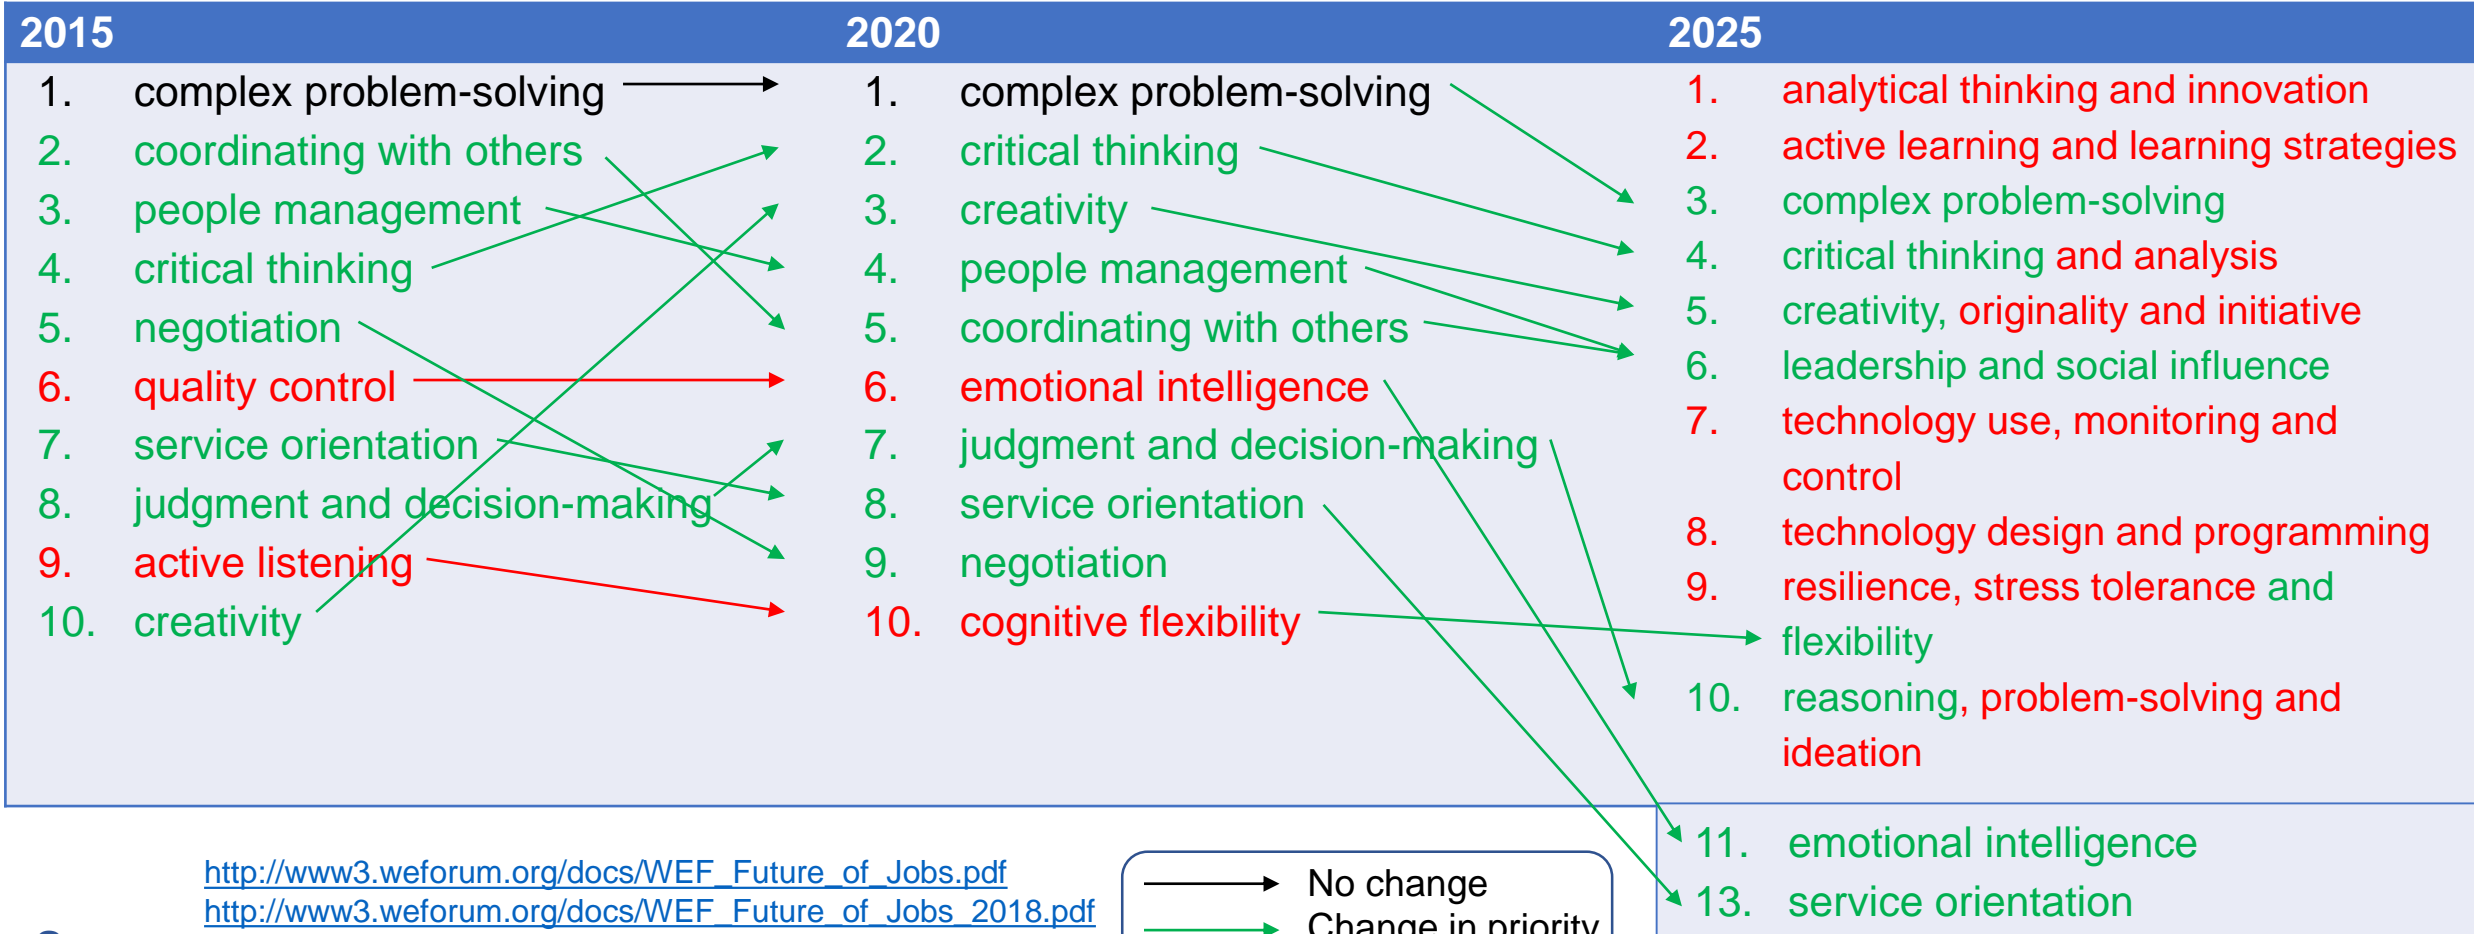 2015
1. complex problem-solving
2. coordinating with others
3. people management
4. critical thinking
5. negotiation
6. quality control
7. service orientation
8. judgment and decision-making
9. active listening
10. creativity
2020
1. complex problem-solving
2. critical thinking
3. creativity
4. people management
5. coordinating with others
6. emotional intelligence
7. judgment and decision-making
8. service orientation
9. negotiation
10. cognitive flexibility
2025
1. analytical thinking and innovation
2. active learning and learning strategies
3. complex problem-solving
4. critical thinking and analysis
5. creativity, originality and initiative
6. leadership and social influence
7. technology use, monitoring and
control
8. technology design and programming
9. resilience, stress tolerance and
flexibility
10. reasoning, problem-solving and
ideation
11. emotional intelligence
13. service orientation
http://www3.weforum.org/docs/WEF_Future_of_Jobs.pdf
http://www3.weforum.org/docs/WEF_Future_of_Jobs_2018.pdf
No change
Change in priority